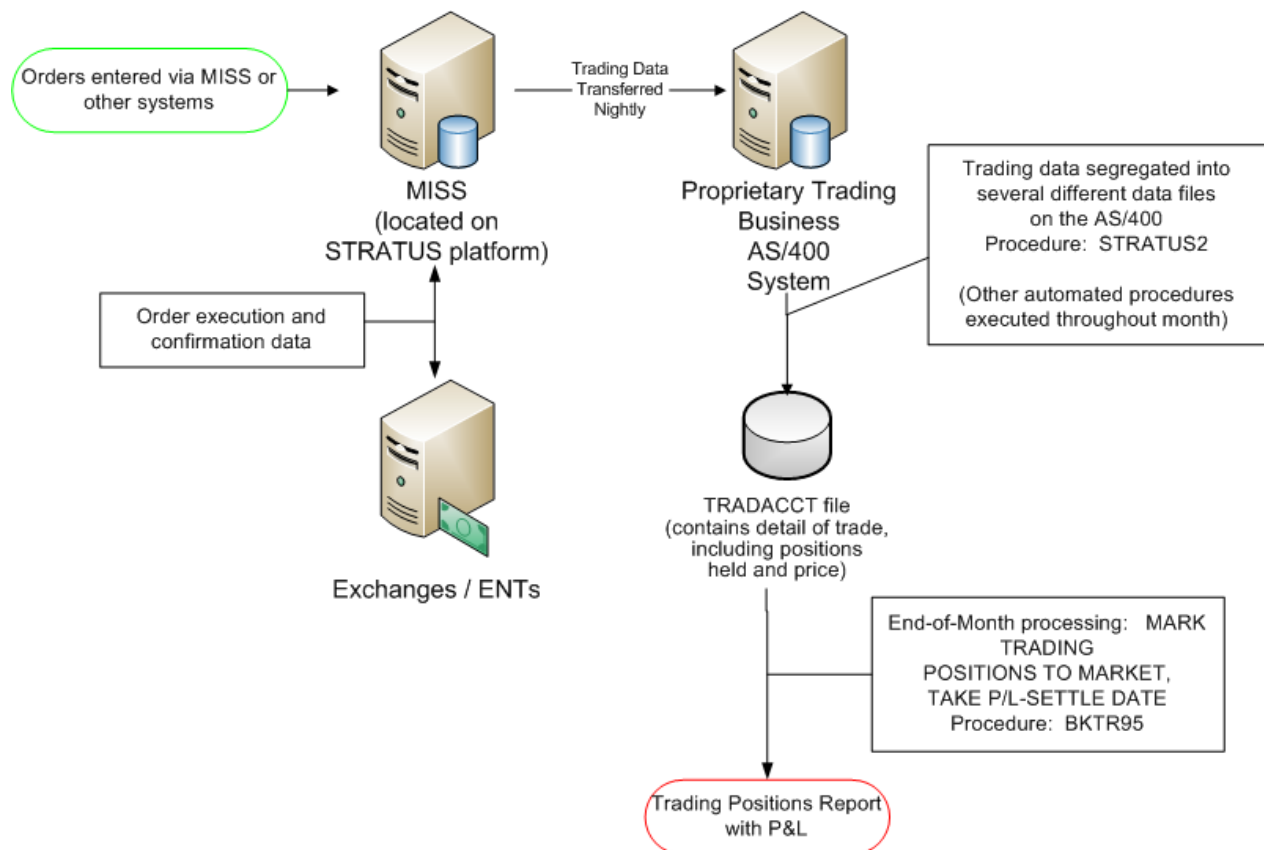 Orders entered via MISS or
other systems
Trading Data
Transferred
Nightly
MISS
(located on
STRATUS platform)
Proprietary Trading
Business
AS/400
System
Trading data segregated into
several different data files
on the AS/400
Procedure:  STRATUS2
(Other automated procedures
executed throughout month)
Order execution and
confirmation data
Exchanges / ENTs
TRADACCT file
(contains detail of trade,
including positions
held and price)
End-of-Month processing:   MARK
TRADING
POSITIONS TO MARKET,
TAKE P/L-SETTLE DATE
Procedure:  BKTR95
Trading Positions Report
with P&L